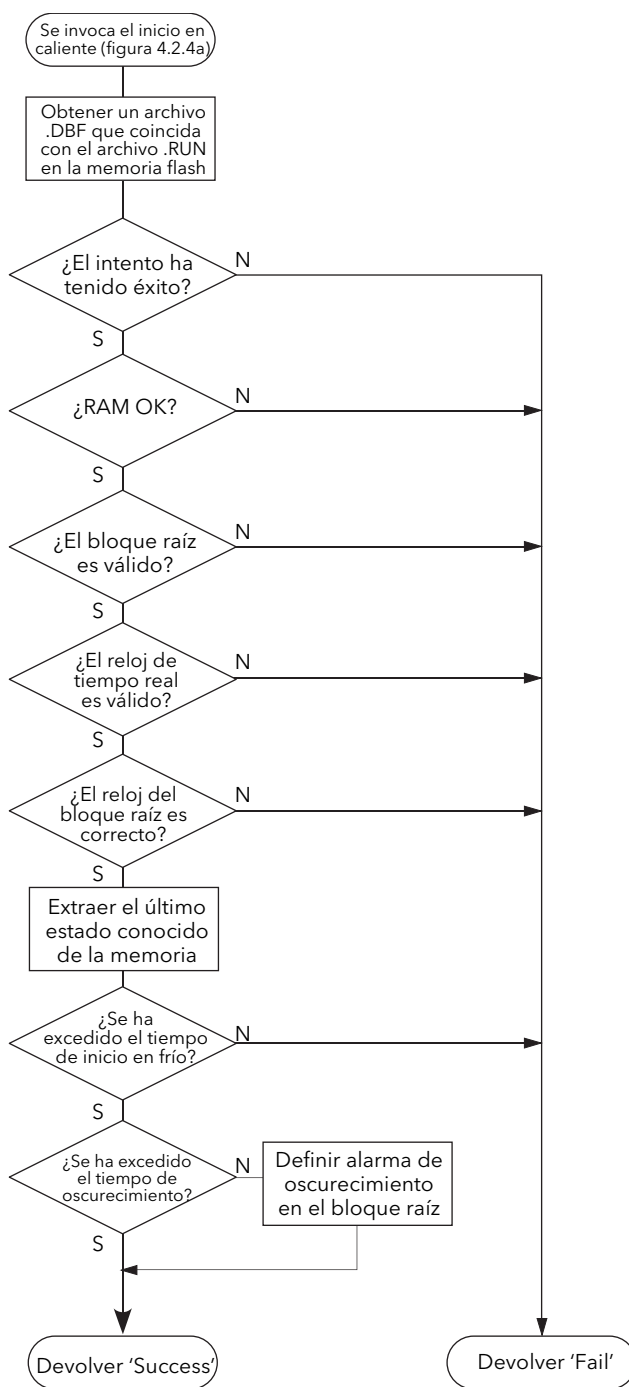 Se invoca el inicio en
caliente (figura 4.2.4a)
Obtener un archivo
.DBF que coincida
con el archivo .RUN
en la memoria flash
¿El intento ha
tenido éxito?
N
S
¿RAM OK?
N
S
¿El bloque raíz
es válido?
N
S
¿El reloj de
tiempo real
es válido?
N
S
¿El reloj del
bloque raíz es
correcto?
N
S
Extraer el último
estado conocido
de la memoria
¿Se ha
excedido el tiempo
de inicio en frío?
N
S
¿Se ha excedido
el tiempo de
oscurecimiento?
N
Definir alarma de
oscurecimiento
en el bloque raíz
S
Devolver ‘Success’
Devolver ‘Fail’